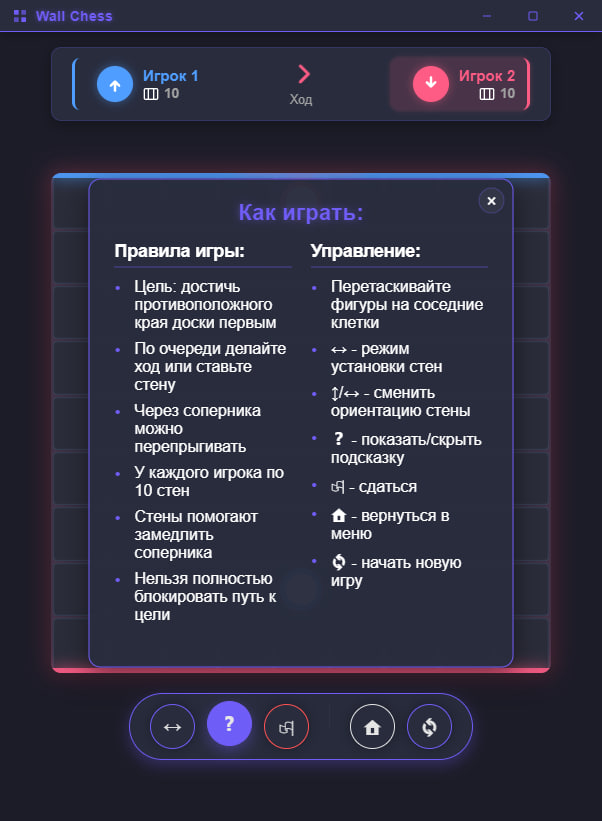 Wall Chess
Игрок 1
10
Ход
Игрок 2
10
Как играть:
Правила игры:
Цель: достичь
противоположного
края доски первым
По очереди делайте
ход или ставьте
стену
Через соперника
можно
перепрыгивать
У каждого игрока по
10 стен
Стены помогают
замедлить
соперника
Нельзя полностью
блокировать путь к
цели
Управление:
Перетаскивайте
фигуры на соседние
клетки
↔ - режим
установки стен
↕/↔ - сменить
ориентацию стены
? - показать/скрыть
подсказку
- сдаться
- вернуться в
меню
- начать новую
игру
?